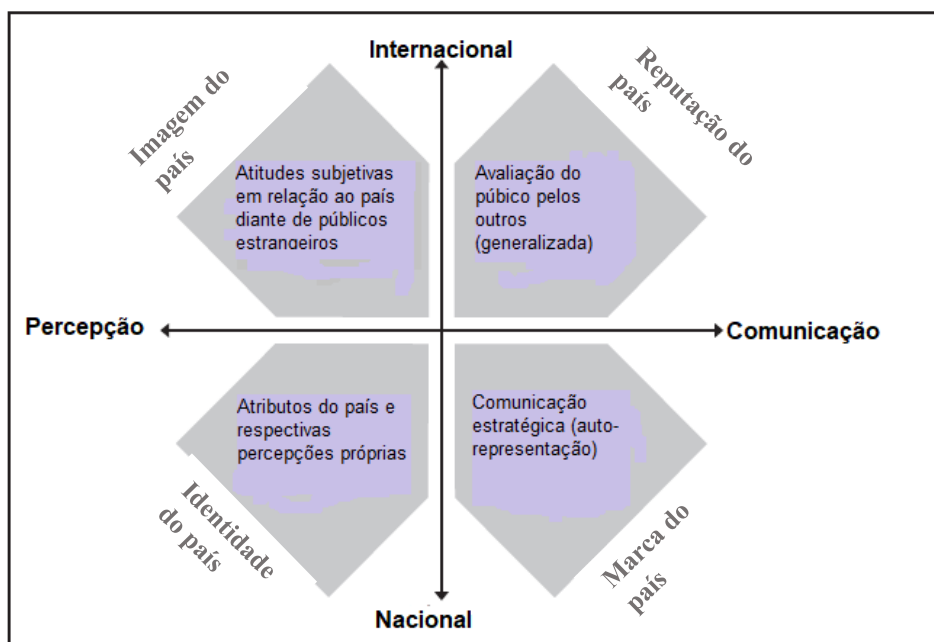 Internacional
Imagem do
país
Reputação do
país
Atitudes subjetivas
em relação ao país
diante de públicos
estrangeiros
Avaliação do
púbico pelos
outros
(generalizada)
Percepção
Comunicação
Atributos do país e
respectivas
percepções próprias
Comunicação
estratégica (auto-
representação)
Identidade
do país
Marca do
país
Nacional